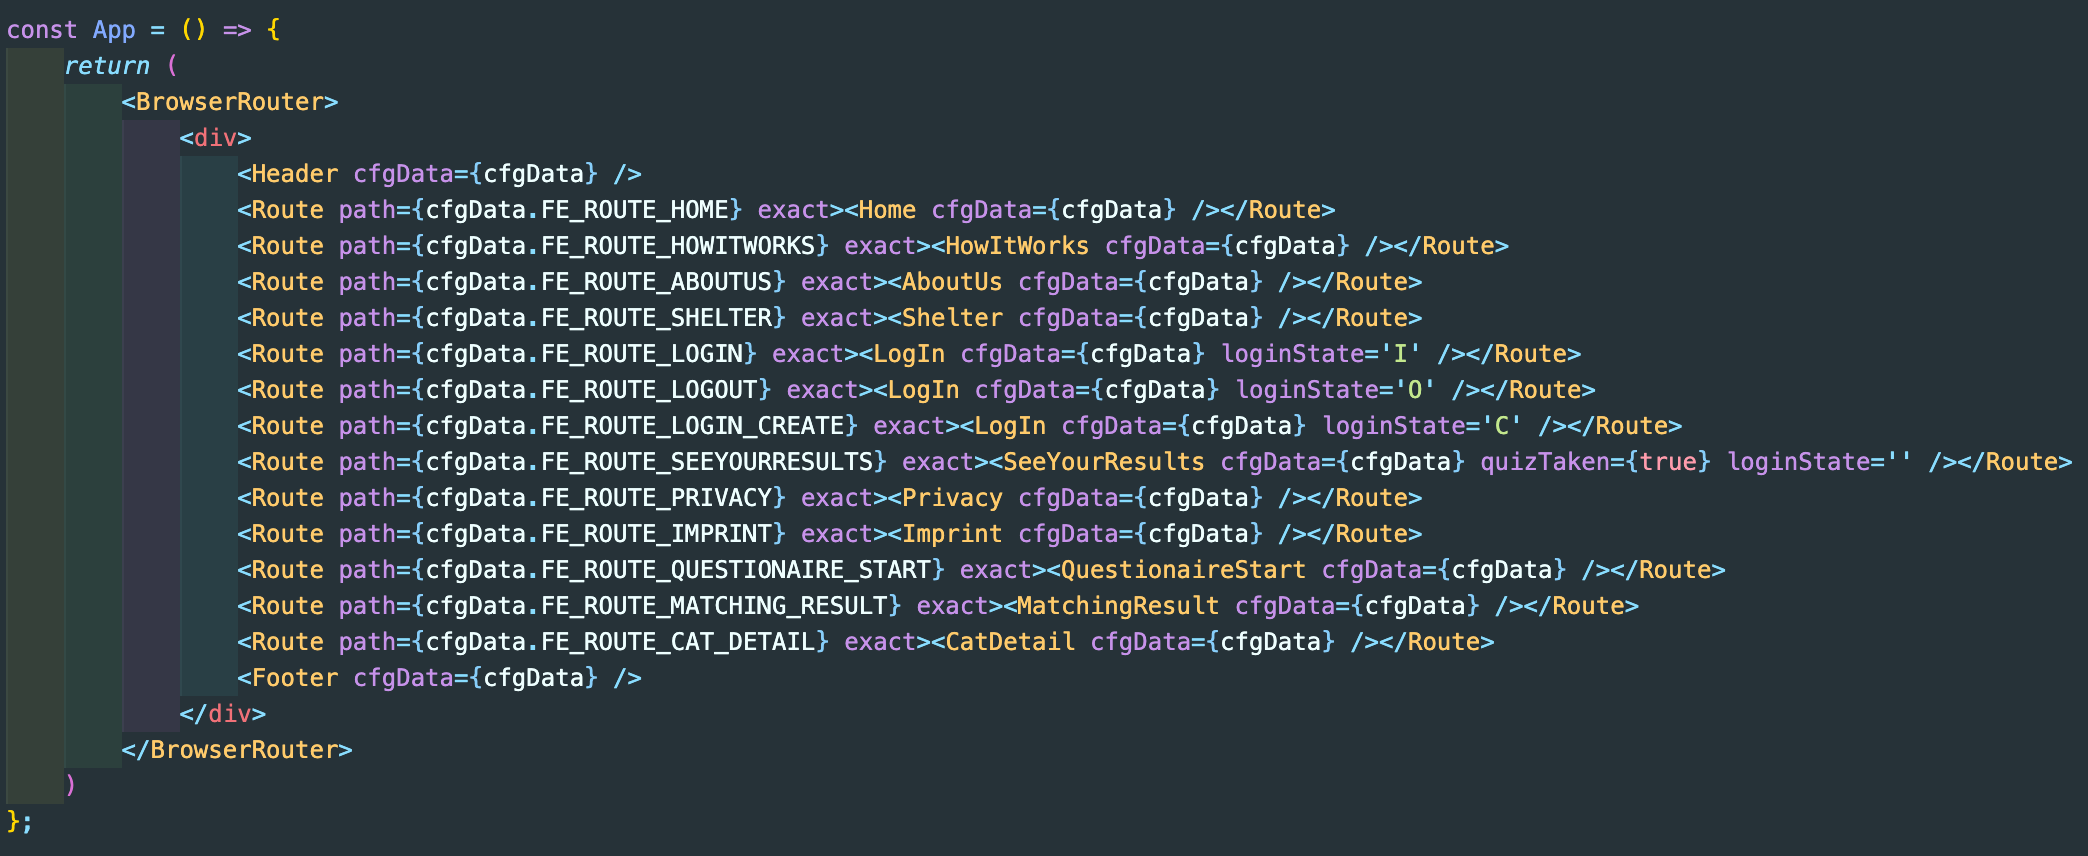 const App = () => {
    return (
        <BrowserRouter>
            <div>
                <Header cfgData={cfgData} />
                <Route path={cfgData.FE_ROUTE_HOME} exact><Home cfgData={cfgData} /></Route>
                <Route path={cfgData.FE_ROUTE_HOWITWORKS} exact><HowItWorks cfgData={cfgData} /></Route>
                <Route path={cfgData.FE_ROUTE_ABOUTUS} exact><AboutUs cfgData={cfgData} /></Route>
                <Route path={cfgData.FE_ROUTE_SHELTER} exact><Shelter cfgData={cfgData} /></Route>
                <Route path={cfgData.FE_ROUTE_LOGIN} exact><LogIn cfgData={cfgData} loginState='I' /></Route>
                <Route path={cfgData.FE_ROUTE_LOGOUT} exact><LogIn cfgData={cfgData} loginState='O' /></Route>
                <Route path={cfgData.FE_ROUTE_LOGIN_CREATE} exact><LogIn cfgData={cfgData} loginState='C' /></Route>
                <Route path={cfgData.FE_ROUTE_SEEYOURRESULTS} exact><SeeYourResults cfgData={cfgData} quizTaken={true} loginState='' /></Route>
                <Route path={cfgData.FE_ROUTE_PRIVACY} exact><Privacy cfgData={cfgData} /></Route>
                <Route path={cfgData.FE_ROUTE_IMPRINT} exact><Imprint cfgData={cfgData} /></Route>
                <Route path={cfgData.FE_ROUTE_QUESTIONAIRE_START} exact><QuestionaireStart cfgData={cfgData} /></Route>
                <Route path={cfgData.FE_ROUTE_MATCHING_RESULT} exact><MatchingResult cfgData={cfgData} /></Route>
                <Route path={cfgData.FE_ROUTE_CAT_DETAIL} exact><CatDetail cfgData={cfgData} /></Route>
                <Footer cfgData={cfgData} />
            </div>
        </BrowserRouter>
    )
};